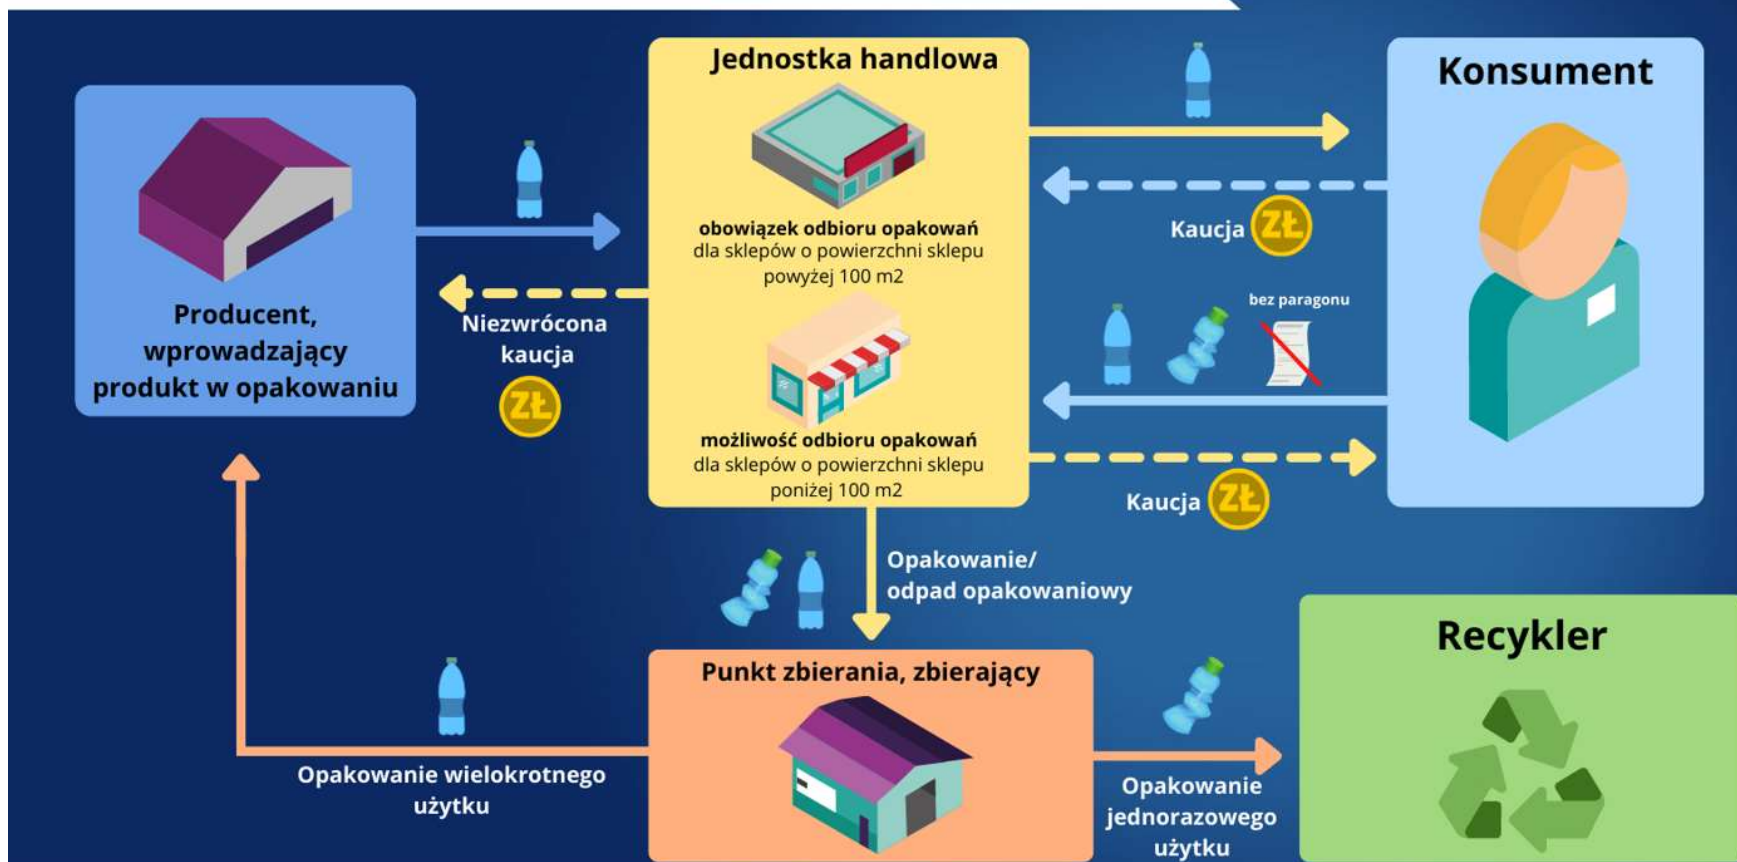 Jednostka handlowa
obowiązek odbioru opakowań
dla sklepów o powierzchni sklepu
powyżej 100 m2
możliwość odbioru opakowań
dla sklepów o powierzchni sklepu
poniżej 100 m2
Konsument
Producent,
wprowadzający
produkt w opakowaniu
Niezwrócona
kaucja
ZŁ
Kaucja ZŁ
bez paragonu
Kaucja ZŁ
Opakowanie/
odpad opakowaniowy
Punkt zbierania, zbierający
Recykler
Opakowanie wielokrotnego
użytku
Opakowanie
jednorazowego
użytku